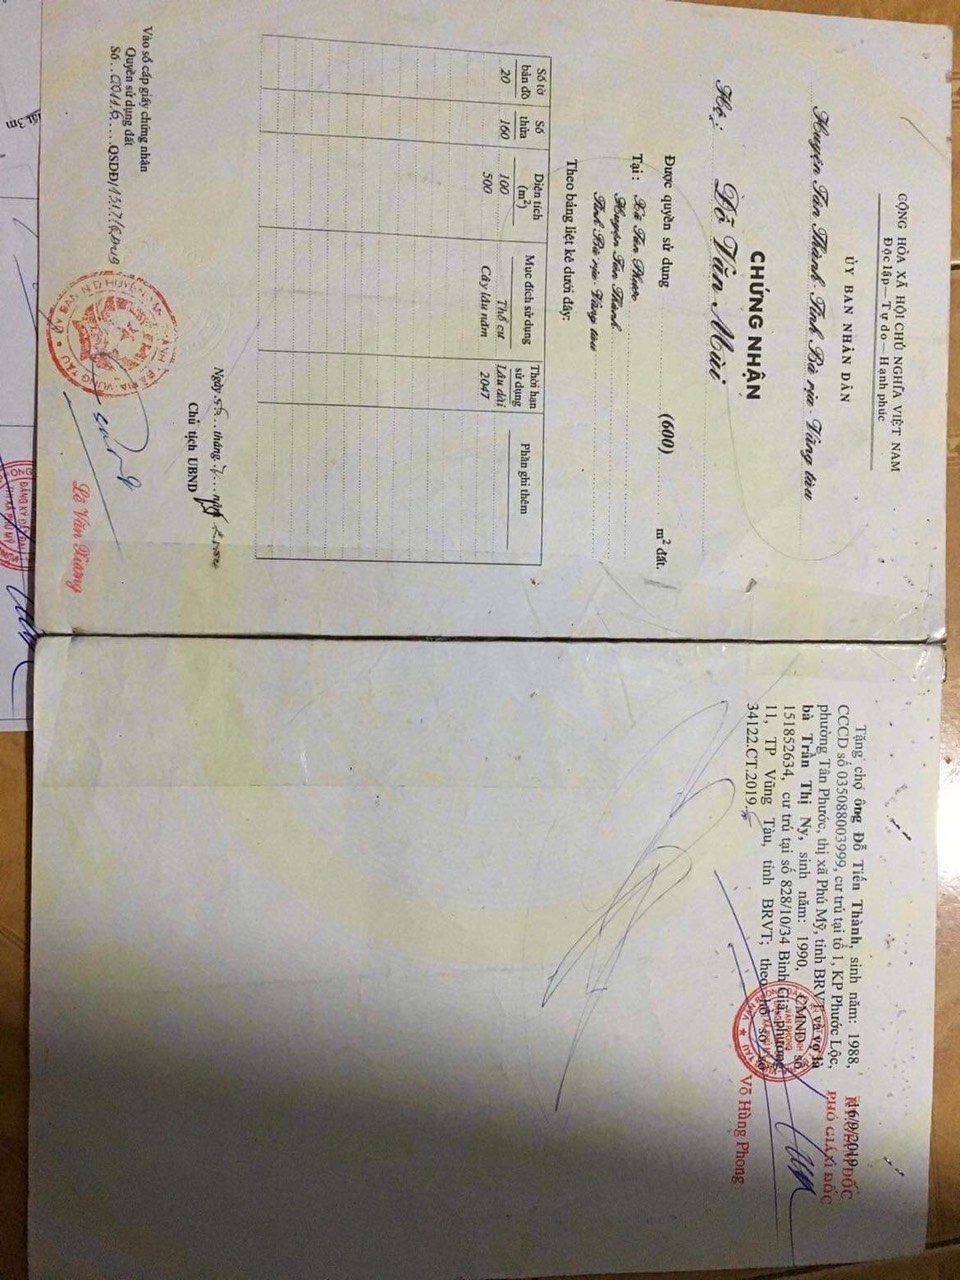 CỘNG HÒA XÃ HỘI CHỦ NGHĨA VIỆT NAM
Độc lập — Tự do — Hạnh phúc
ỦY BAN NHÂN DÂN
Huyện Tân Thành - Tỉnh Bà rịa - Vũng tàu
CHỨNG NHẬN
Hộ: Đỗ Văn Mùi
Được quyền sử dụng (600) m² đất.
Tại: Xã Tân Phước
Huyện Tân Thành
Tỉnh Bà rịa - Vũng tàu
Theo bảng liệt kê dưới đây:
Số tờ bản đồ Số thửa Diện tích (m²) Mục đích sử dụng Thời hạn sử dụng Phần ghi thêm
20 160 100 Thổ cư Lâu dài
500 Cây lâu năm 2047
Ngày tháng 7 năm
Chủ tịch UBND
Vào sổ cấp giấy chứng nhận
Quyền sử dụng đất
Số QSDĐ/
Lê Văn Xương
Tặng cho ông Đỗ Tiến Thành, sinh năm: 1988,
CCCD số 035088003999, cư trú tại tổ 1, KP Phước Lộc,
phường Tân Phước, thị xã Phú Mỹ, tỉnh BRVT và vợ là
bà Trần Thị Ny, sinh năm: 1990, CMND số
151852634, cư trú tại số 828/10/34 Bình Giã, phường
11, TP Vũng Tàu, tỉnh BRVT; theo hồ sơ số
34122.CT.2019.
16/9/2019
PHÓ GIÁM ĐỐC
Võ Hùng Phong